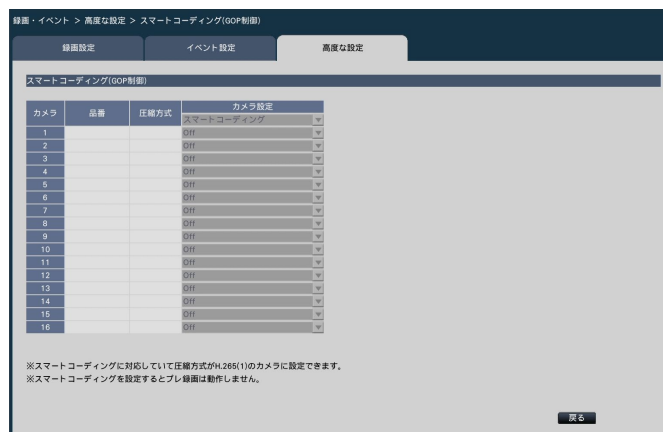 録画・イベント > 高度な設定 > スマートコーディング(GOP制御)
録画設定 イベント設定 高度な設定
スマートコーディング(GOP制御)
カメラ 品番 圧縮方式 カメラ設定
スマートコーディング
1 Off
2 Off
3 Off
4 Off
5 Off
6 Off
7 Off
8 Off
9 Off
10 Off
11 Off
12 Off
13 Off
14 Off
15 Off
16 Off
※スマートコーディングに対応していて圧縮方式がH.265(1)のカメラに設定できます。
※スマートコーディングを設定するとプレ録画は動作しません。
戻る